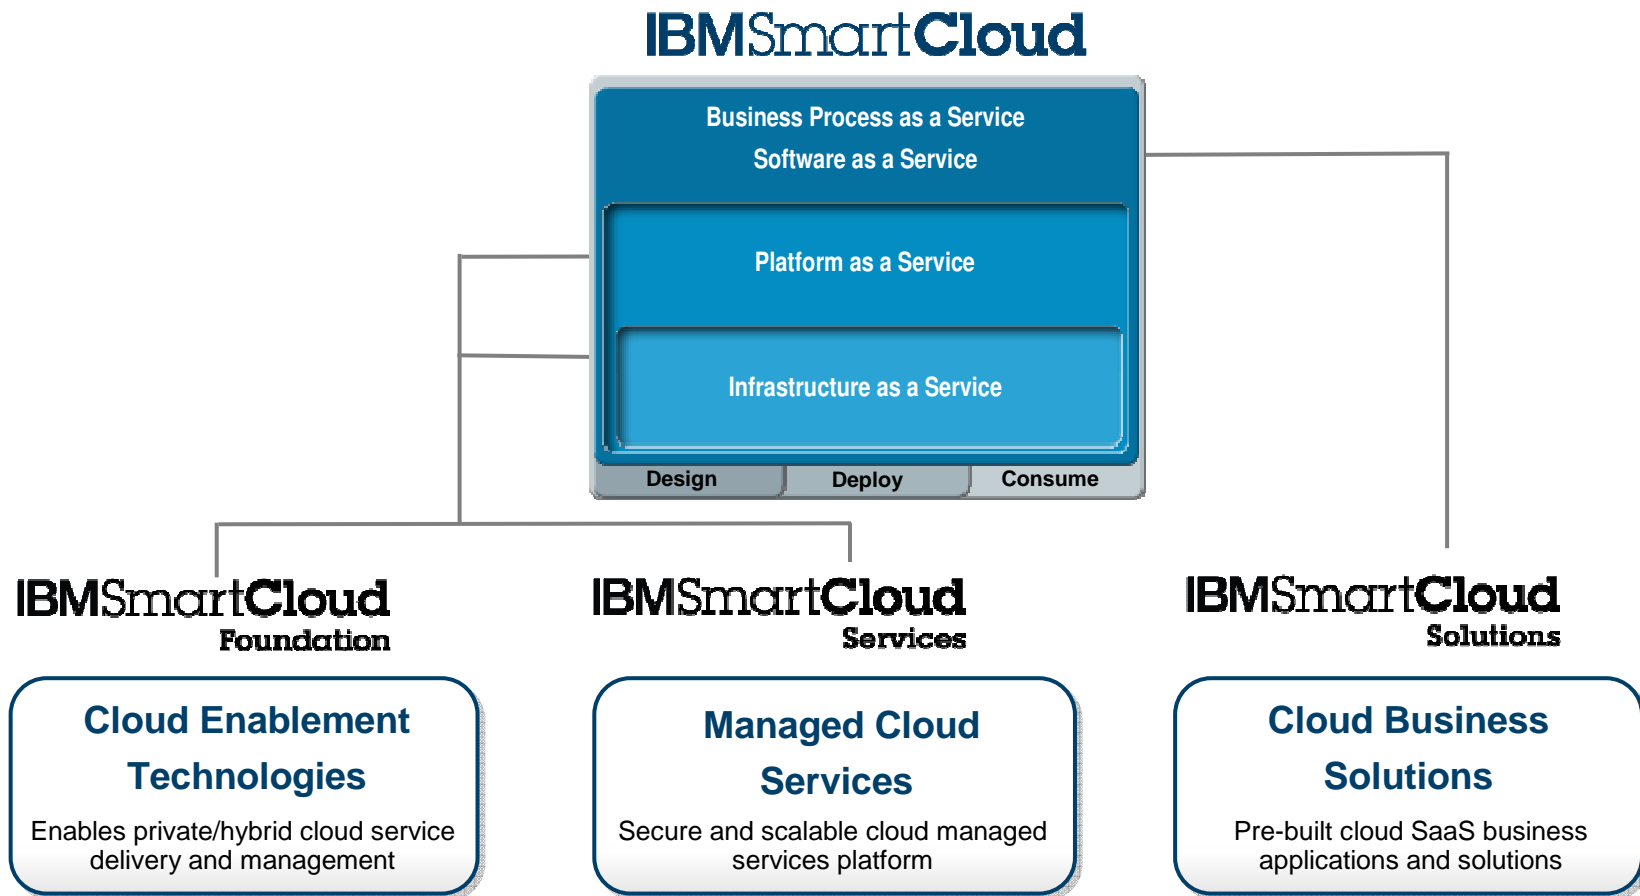 IBMSmartCloud
Business Process as a Service
Software as a Service
Platform as a Service
Infrastructure as a Service
Design Deploy Consume
IBMSmartCloud
Foundation
IBMSmartCloud
Services
IBMSmartCloud
Solutions
Cloud Enablement
Technologies
Enables private/hybrid cloud service
delivery and management
Managed Cloud
Services
Secure and scalable cloud managed
services platform
Cloud Business
Solutions
Pre-built cloud SaaS business
applications and solutions